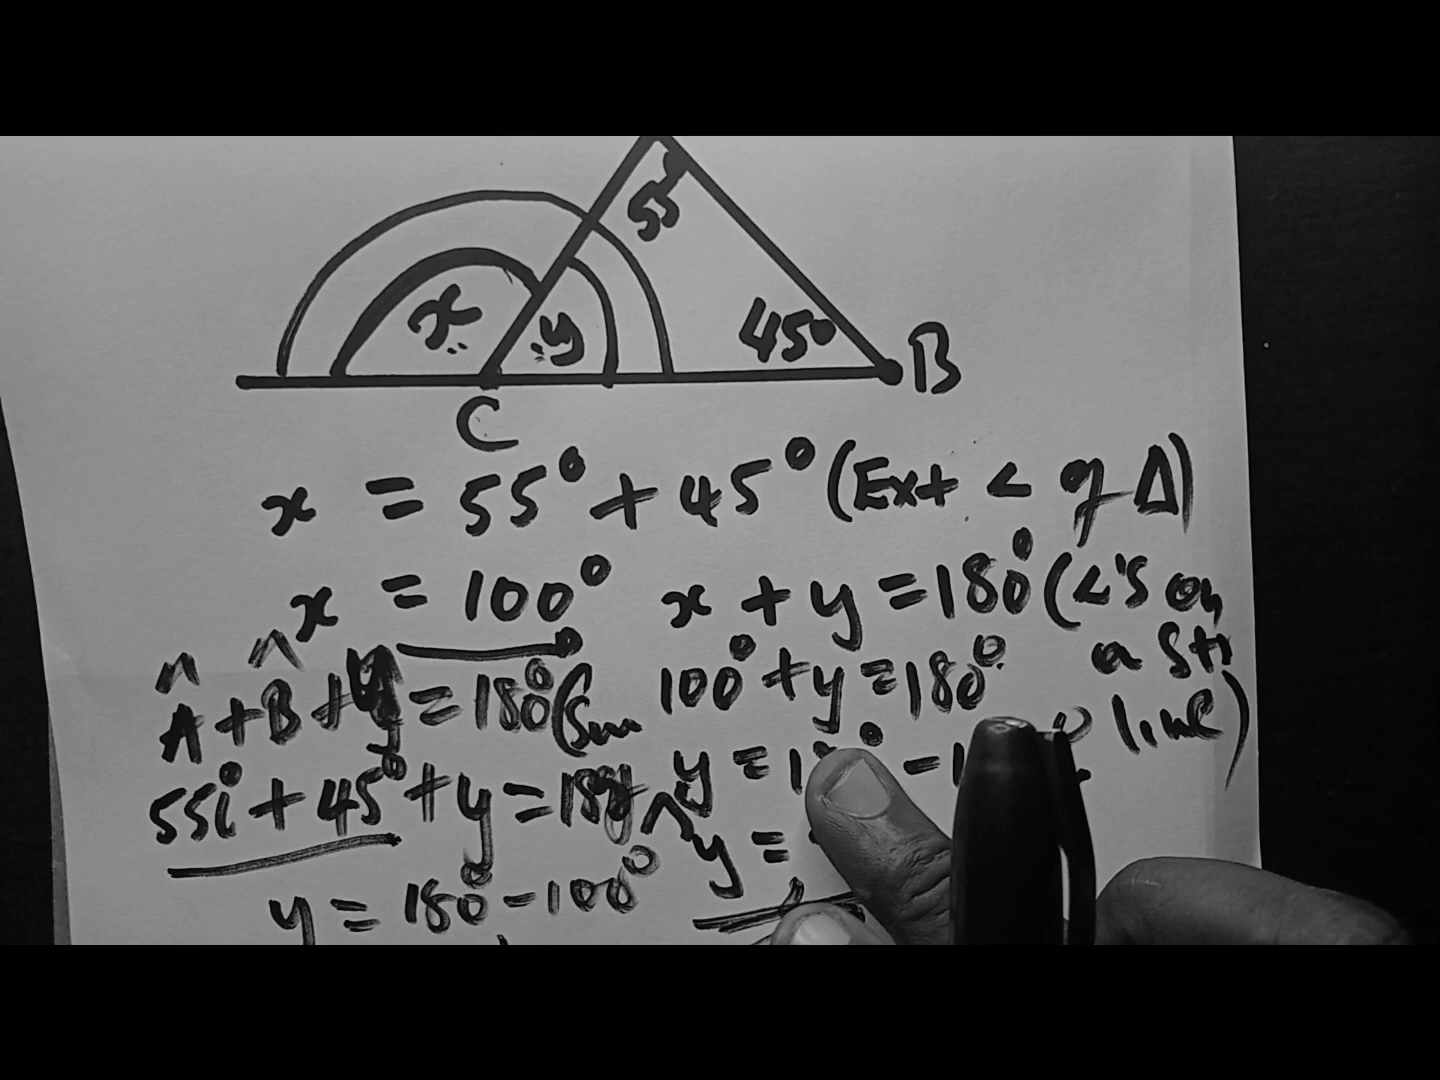 55
x y 45° B
C
x = 55° + 45° (Ext < of Δ)
x = 100°
x + y = 180° (<'s on a Str line)
Â + B̂ + y = 180°
100° + y = 180°
55° + 45° + y = 180
y =
y = 180° - 100°
y =